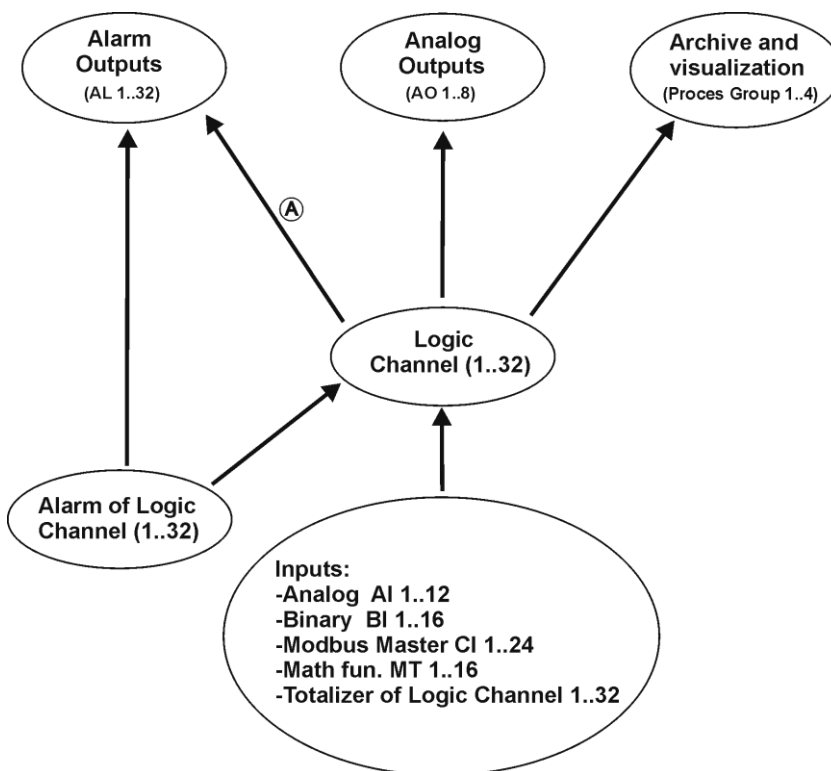 Alarm
Outputs
(AL 1..32)
Analog
Outputs
(AO 1..8)
Archive and
visualization
(Proces Group 1..4)
A
Logic
Channel (1..32)
Alarm of Logic
Channel (1..32)
Inputs:
-Analog AI 1..12
-Binary BI 1..16
-Modbus Master CI 1..24
-Math fun. MT 1..16
-Totalizer of Logic Channel 1..32